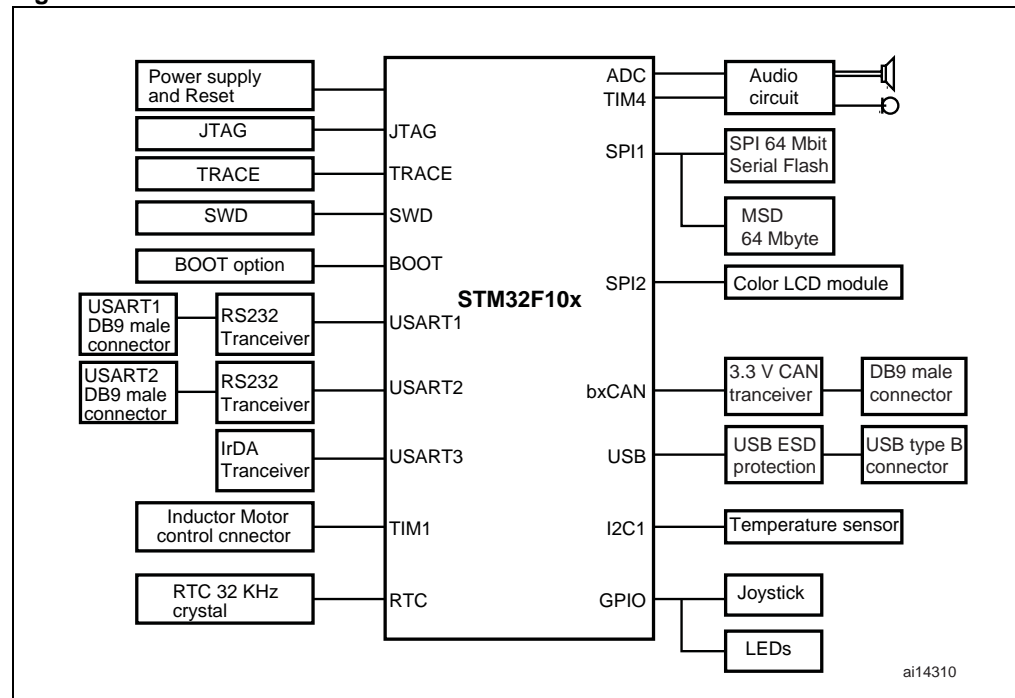 Power supply
and Reset
JTAG
TRACE
SWD
BOOT option
USART1
DB9 male
connector
RS232
Tranceiver
USART2
DB9 male
connector
RS232
Tranceiver
IrDA
Tranceiver
Inductor Motor
control cnnector
RTC 32 KHz
crystal
JTAG
TRACE
SWD
BOOT
USART1
USART2
USART3
TIM1
RTC
STM32F10x
ADC
TIM4
SPI1
SPI2
bxCAN
USB
I2C1
GPIO
Audio
circuit
SPI 64 Mbit
Serial Flash
MSD
64 Mbyte
Color LCD module
3.3 V CAN
tranceiver
DB9 male
connector
USB ESD
protection
USB type B
connector
Temperature sensor
Joystick
LEDs
ai14310